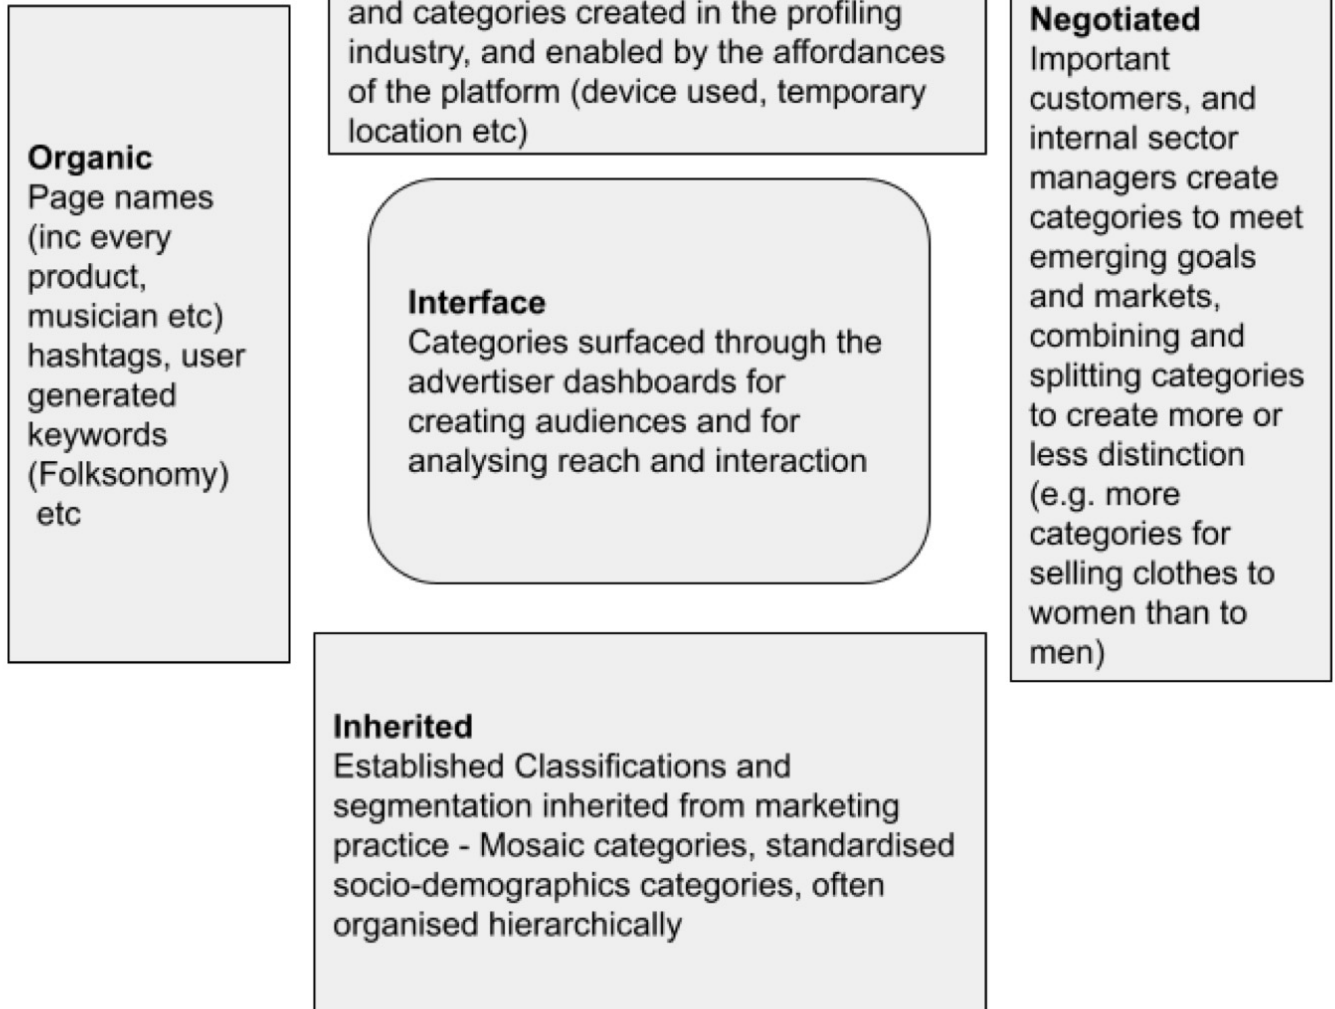 and categories created in the profiling
industry, and enabled by the affordances
of the platform (device used, temporary
location etc)
Organic
Page names
(inc every
product,
musician etc)
hashtags, user
generated
keywords
(Folksonomy)
etc
Interface
Categories surfaced through the
advertiser dashboards for
creating audiences and for
analysing reach and interaction
Negotiated
Important
customers, and
internal sector
managers create
categories to meet
emerging goals
and markets,
combining and
splitting categories
to create more or
less distinction
(e.g. more
categories for
selling clothes to
women than to
men)
Inherited
Established Classifications and
segmentation inherited from marketing
practice - Mosaic categories, standardised
socio-demographics categories, often
organised hierarchically